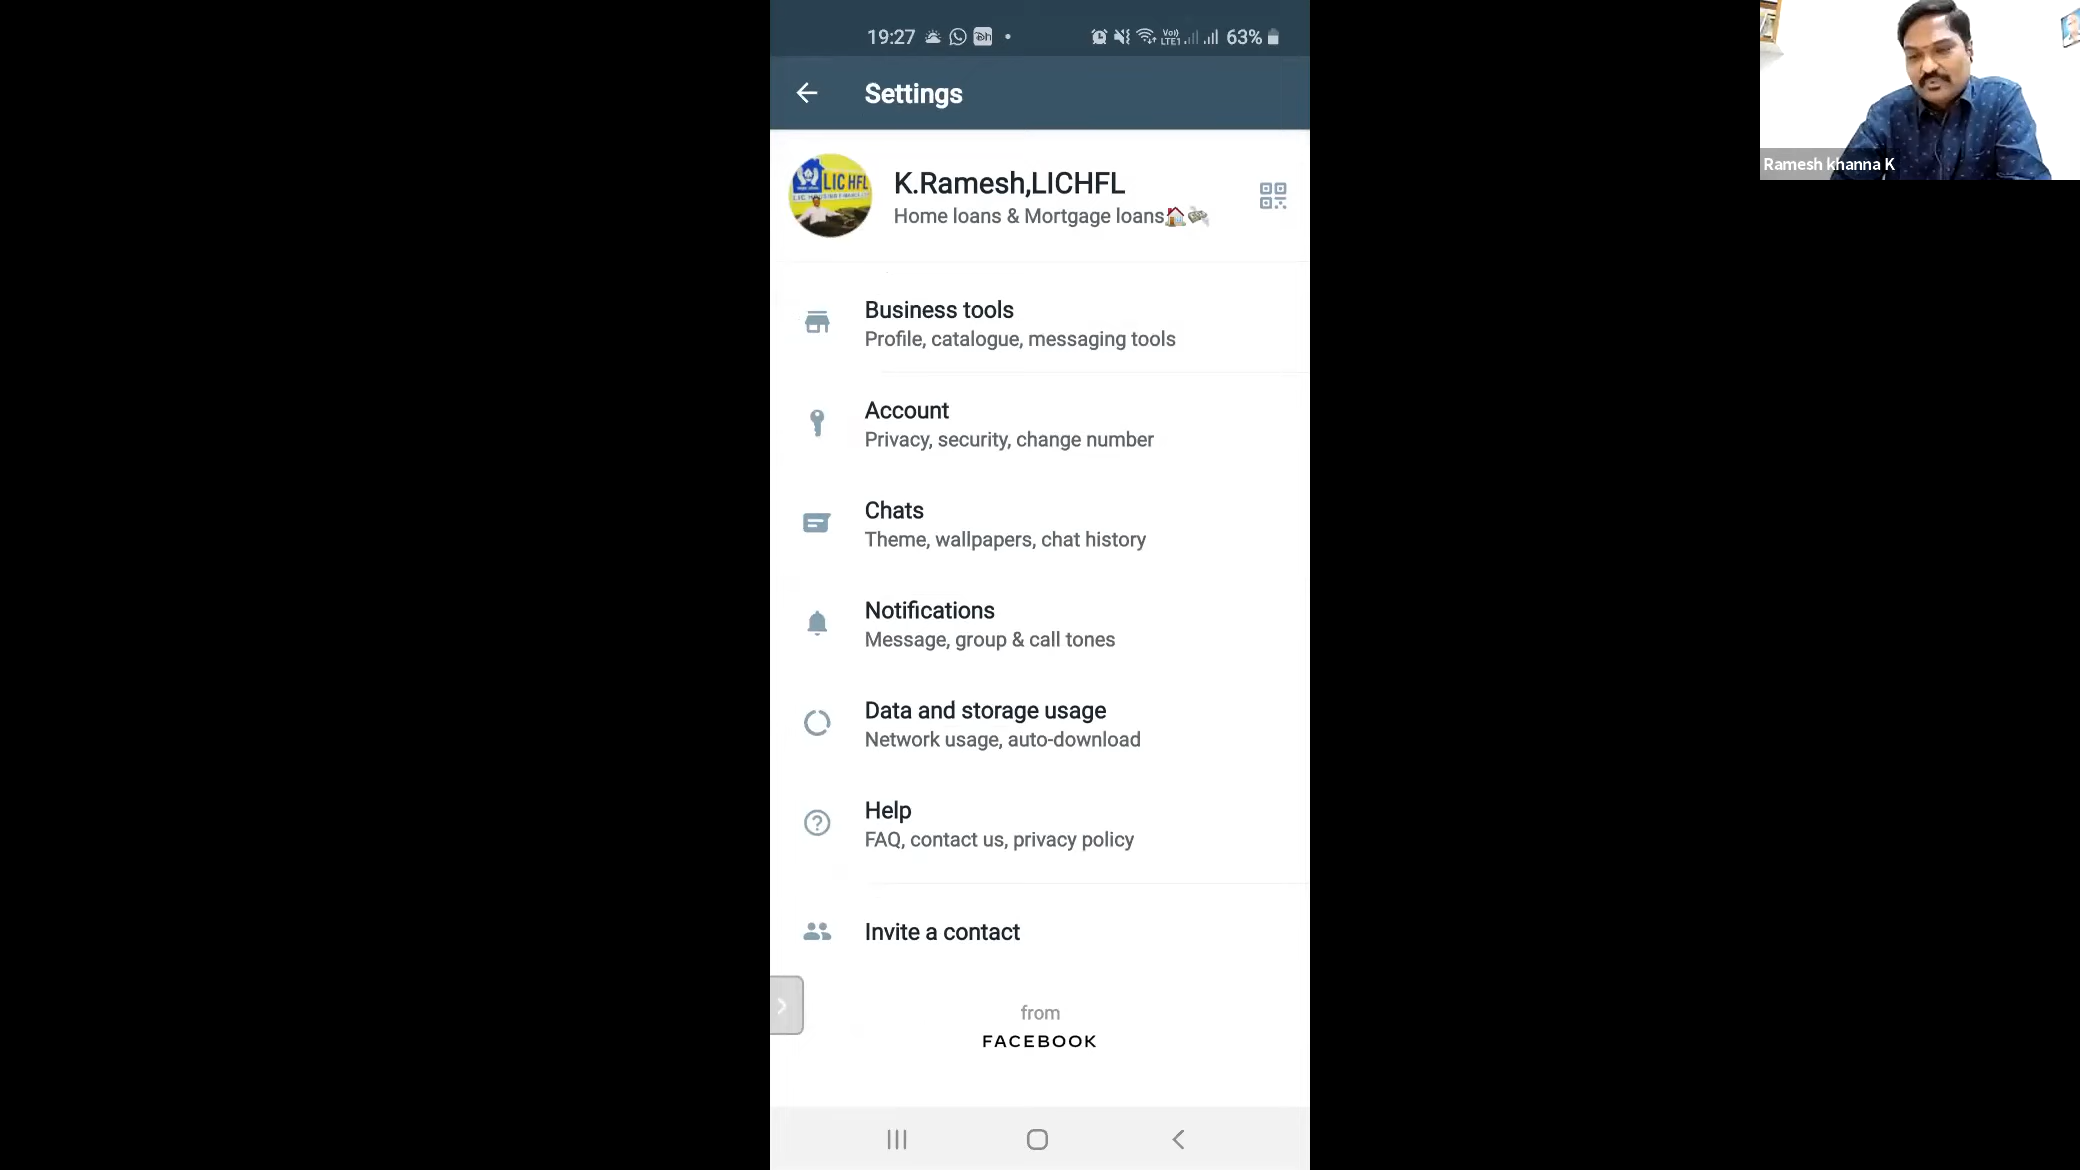 19:27 63%
Settings
LIC HFL
K.Ramesh,LICHFL
Home loans & Mortgage loans🏠💸
Business tools
Profile, catalogue, messaging tools
Account
Privacy, security, change number
Chats
Theme, wallpapers, chat history
Notifications
Message, group & call tones
Data and storage usage
Network usage, auto-download
Help
FAQ, contact us, privacy policy
Invite a contact
from
FACEBOOK
Ramesh khanna K